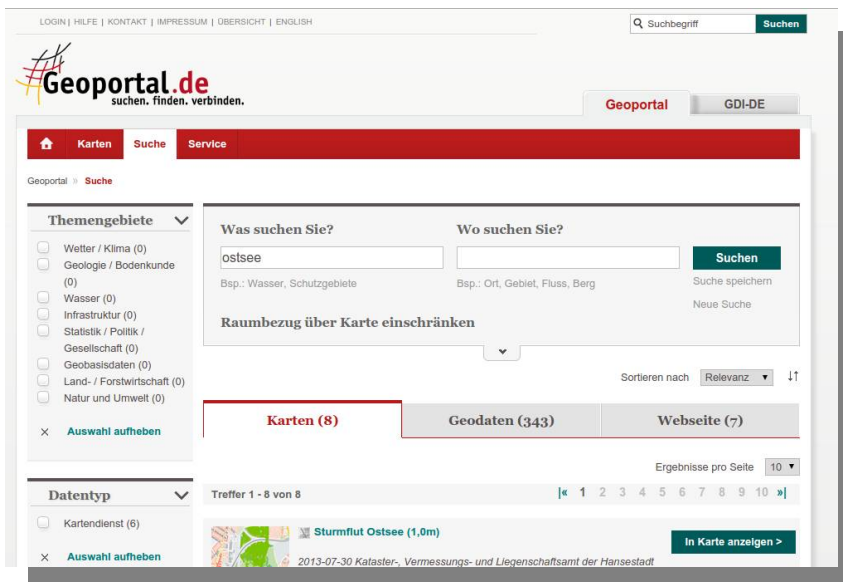 LOGIN | HILFE | KONTAKT | IMPRESSUM | ÜBERSICHT | ENGLISH
Suchbegriff
Suchen
Geoportal.de
suchen. finden. verbinden.
Geoportal
GDI-DE
Karten
Suche
Service
Geoportal » Suche
Themengebiete
Wetter / Klima (0)
Geologie / Bodenkunde
(0)
Wasser (0)
Infrastruktur (0)
Statistik / Politik /
Gesellschaft (0)
Geobasisdaten (0)
Land- / Forstwirtschaft (0)
Natur und Umwelt (0)
× Auswahl aufheben
Datentyp
Kartendienst (6)
× Auswahl aufheben
Was suchen Sie?
Wo suchen Sie?
ostsee
Suchen
Bsp.: Wasser, Schutzgebiete
Bsp.: Ort, Gebiet, Fluss, Berg
Suche speichern
Neue Suche
Raumbezug über Karte einschränken
Sortieren nach
Relevanz
Karten (8)
Geodaten (343)
Webseite (7)
Ergebnisse pro Seite
10
Treffer 1 - 8 von 8
|« 1 2 3 4 5 6 7 8 9 10 »|
Sturmflut Ostsee (1,0m)
In Karte anzeigen >
2013-07-30 Kataster-, Vermessungs- und Liegenschaftsamt der Hansestadt